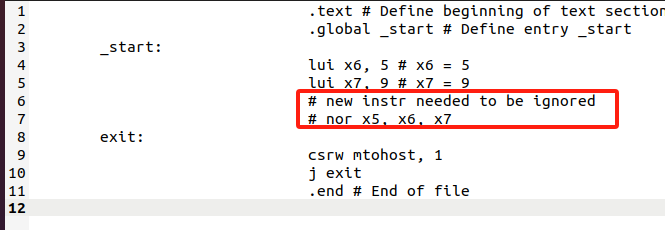 1 .text # Define beginning of text section
2 .global _start # Define entry _start
3 _start:
4 lui x6, 5 # x6 = 5
5 lui x7, 9 # x7 = 9
6 # new instr needed to be ignored
7 # nor x5, x6, x7
8 exit:
9 csrw mtohost, 1
10 j exit
11 .end # End of file
12